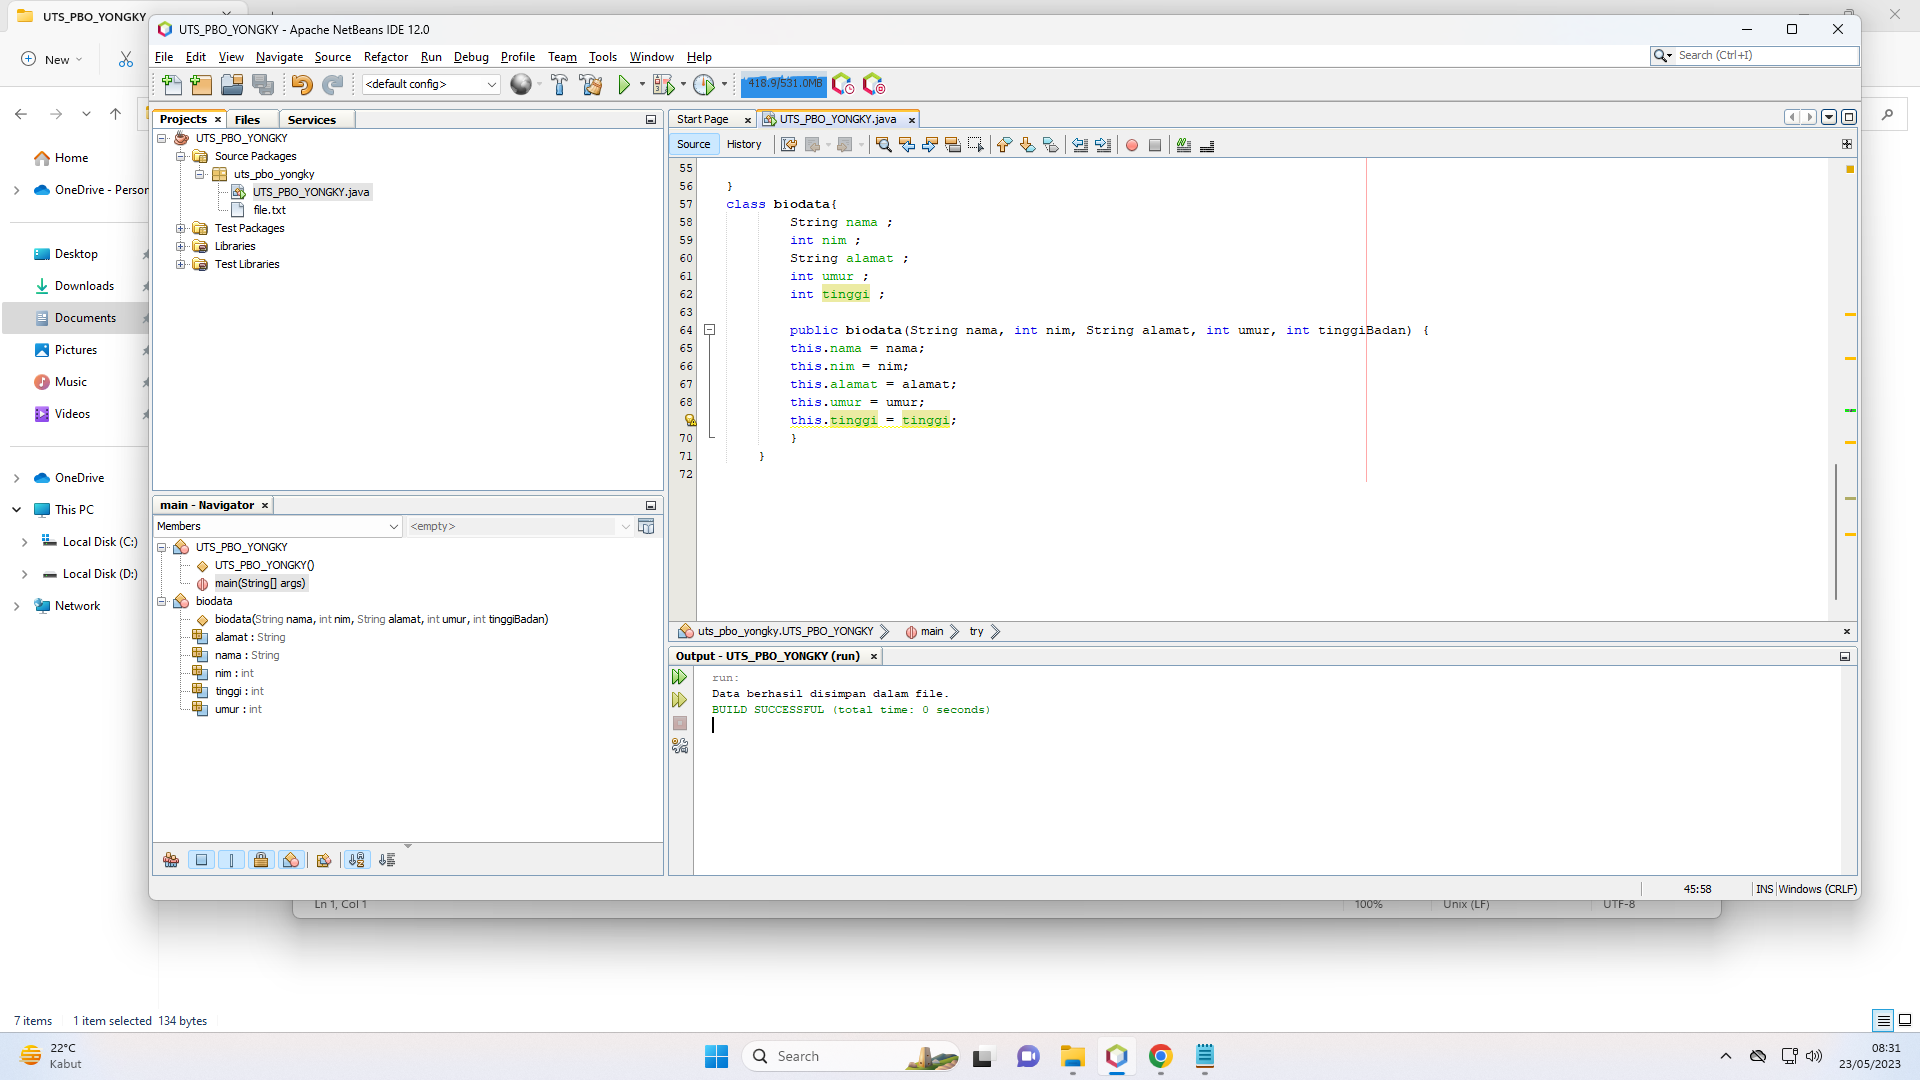 UTS_PBO_YONGKY
UTS_PBO_YONGKY - Apache NetBeans IDE 12.0
New
File Edit View Navigate Source Refactor Run Debug Profile Team Tools Window Help
Search (Ctrl+I)
<default config>
418.9/531.0MB
Projects Files Services
UTS_PBO_YONGKY
Source Packages
uts_pbo_yongky
UTS_PBO_YONGKY.java
file.txt
Test Packages
Libraries
Test Libraries
Home
OneDrive - Person
Desktop
Downloads
Documents
Pictures
Music
Videos
OneDrive
This PC
Local Disk (C:)
Local Disk (D:)
Network
main - Navigator
Members
<empty>
UTS_PBO_YONGKY
UTS_PBO_YONGKY()
main(String[] args)
biodata
biodata(String nama, int nim, String alamat, int umur, int tinggiBadan)
alamat : String
nama : String
nim : int
tinggi : int
umur : int
Start Page UTS_PBO_YONGKY.java
Source History
55
56 }
57 class biodata{
58 String nama ;
59 int nim ;
60 String alamat ;
61 int umur ;
62 int tinggi ;
63
64 public biodata(String nama, int nim, String alamat, int umur, int tinggiBadan) {
65 this.nama = nama;
66 this.nim = nim;
67 this.alamat = alamat;
68 this.umur = umur;
this.tinggi = tinggi;
70 }
71 }
72
uts_pbo_yongky.UTS_PBO_YONGKY main try
Output - UTS_PBO_YONGKY (run)
run:
Data berhasil disimpan dalam file.
BUILD SUCCESSFUL (total time: 0 seconds)
45:58 INS Windows (CRLF)
Ln 1, Col 1 100% Unix (LF) UTF-8
7 items 1 item selected 134 bytes
22°C
Kabut
Search
08:31
23/05/2023